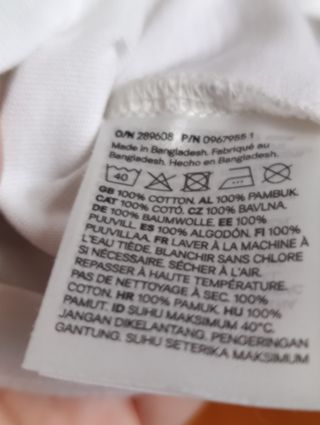 O/N 289608 P/N 0967955 1
Made in Bangladesh. Fabriqué au
Bangladesh. Hecho en Bangladesh.
40
GB 100% COTTON. AL 100% PAMBUK.
CAT 100% COTÓ. CZ 100% BAVLNA.
DE 100% BAUMWOLLE. EE 100%
PUUVILL. ES 100% ALGODÓN. FI 100%
PUUVILLAA. FR LAVER À LA MACHINE À
L'EAU TIÈDE. BLANCHIR SANS CHLORE
SI NÉCESSAIRE. SÉCHER À L'AIR.
REPASSER À HAUTE TEMPÉRATURE.
PAS DE NETTOYAGE À SEC. 100%
COTON. HR 100% PAMUK. HU 100%
PAMUT. ID SUHU MAKSIMUM 40°C.
JANGAN DIKELANTANG. PENGERINGAN
GANTUNG. SUHU SETERIKA MAKSIMUM